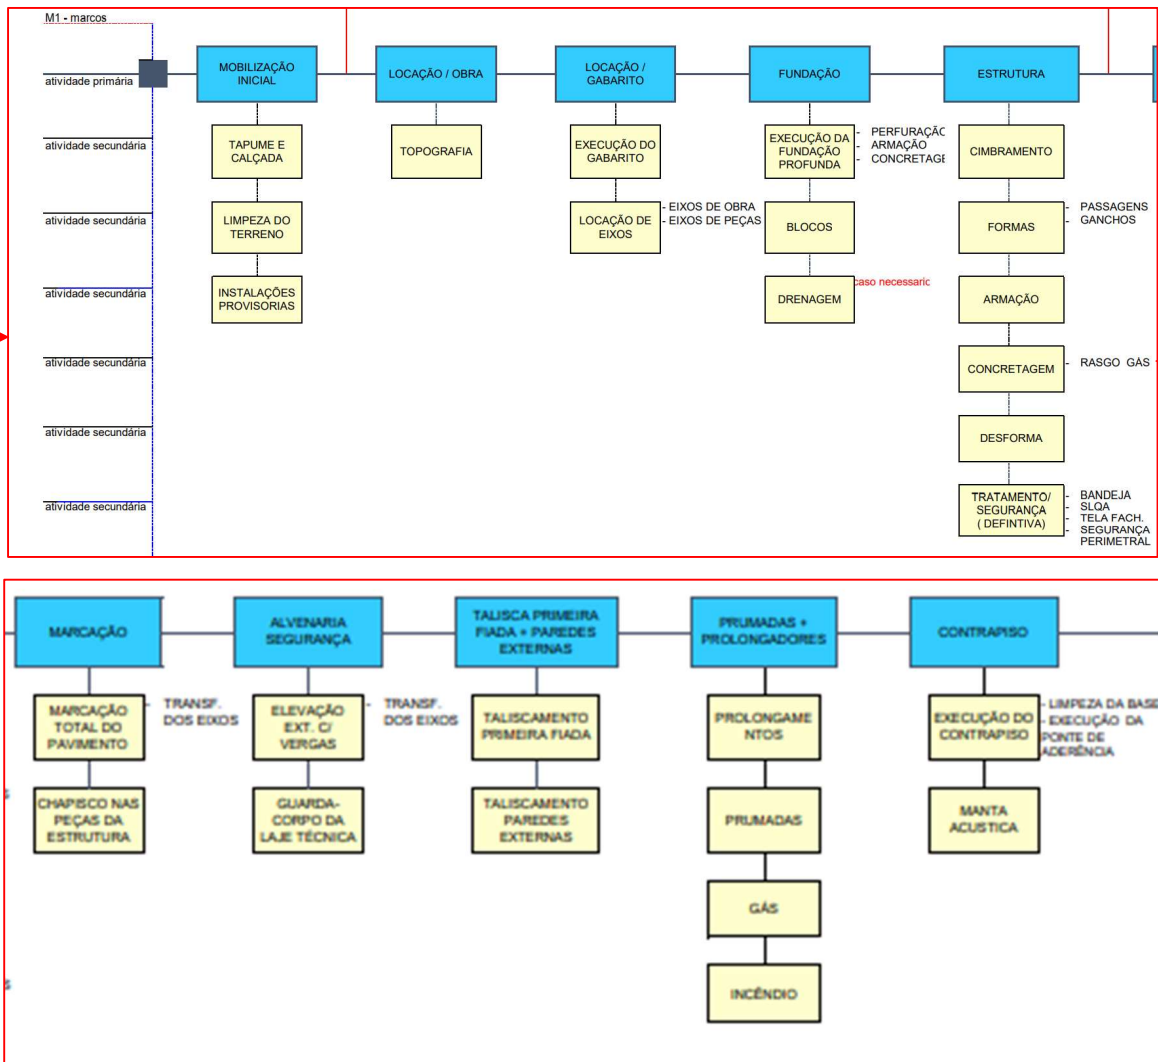 M1 - marcos
atividade primária
MOBILIZAÇÃO
INICIAL
LOCAÇÃO / OBRA
LOCAÇÃO /
GABARITO
FUNDAÇÃO
ESTRUTURA
atividade secundária
TAPUME E
CALÇADA
TOPOGRAFIA
EXECUÇÃO DO
GABARITO
EXECUÇÃO DA
FUNDAÇÃO
PROFUNDA
- PERFURAÇÃO
- ARMAÇÃO
- CONCRETAGE
CIMBRAMENTO
atividade secundária
LIMPEZA DO
TERRENO
LOCAÇÃO DE
EIXOS
- EIXOS DE OBRA
- EIXOS DE PEÇAS
BLOCOS
FORMAS
- PASSAGENS
- GANCHOS
atividade secundária
INSTALAÇÕES
PROVISORIAS
DRENAGEM
caso necessaric
ARMAÇÃO
atividade secundária
CONCRETAGEM
- RASGO GÁS
atividade secundária
DESFORMA
atividade secundária
TRATAMENTO/
SEGURANÇA
( DEFINTIVA)
- BANDEJA
- SLQA
- TELA FACH.
- SEGURANÇA
PERIMETRAL
MARCAÇÃO
ALVENARIA
SEGURANÇA
TALISCA PRIMEIRA
FIADA + PAREDES
EXTERNAS
PRUMADAS +
PROLONGADORES
CONTRAPISO
MARCAÇÃO
TOTAL DO
PAVIMENTO
- TRANSF.
DOS EIXOS
ELEVAÇÃO
EXT. C/
VERGAS
- TRANSF.
DOS EIXOS
TALISCAMENTO
PRIMEIRA FIADA
PROLONGAME
NTOS
EXECUÇÃO DO
CONTRAPISO
- LIMPEZA DA BASE
- EXECUÇÃO DA
PONTE DE
ADERÊNCIA
CHAPISCO NAS
PEÇAS DA
ESTRUTURA
GUARDA-
CORPO DA
LAJE TÉCNICA
TALISCAMENTO
PAREDES
EXTERNAS
PRUMADAS
MANTA
ACUSTICA
GÁS
INCÊNDIO